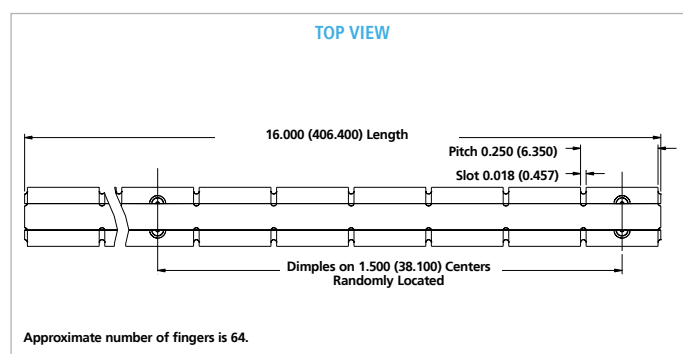 TOP VIEW
16.000 (406.400) Length
Pitch 0.250 (6.350)
Slot 0.018 (0.457)
Dimples on 1.500 (38.100) Centers
Randomly Located
Approximate number of fingers is 64.